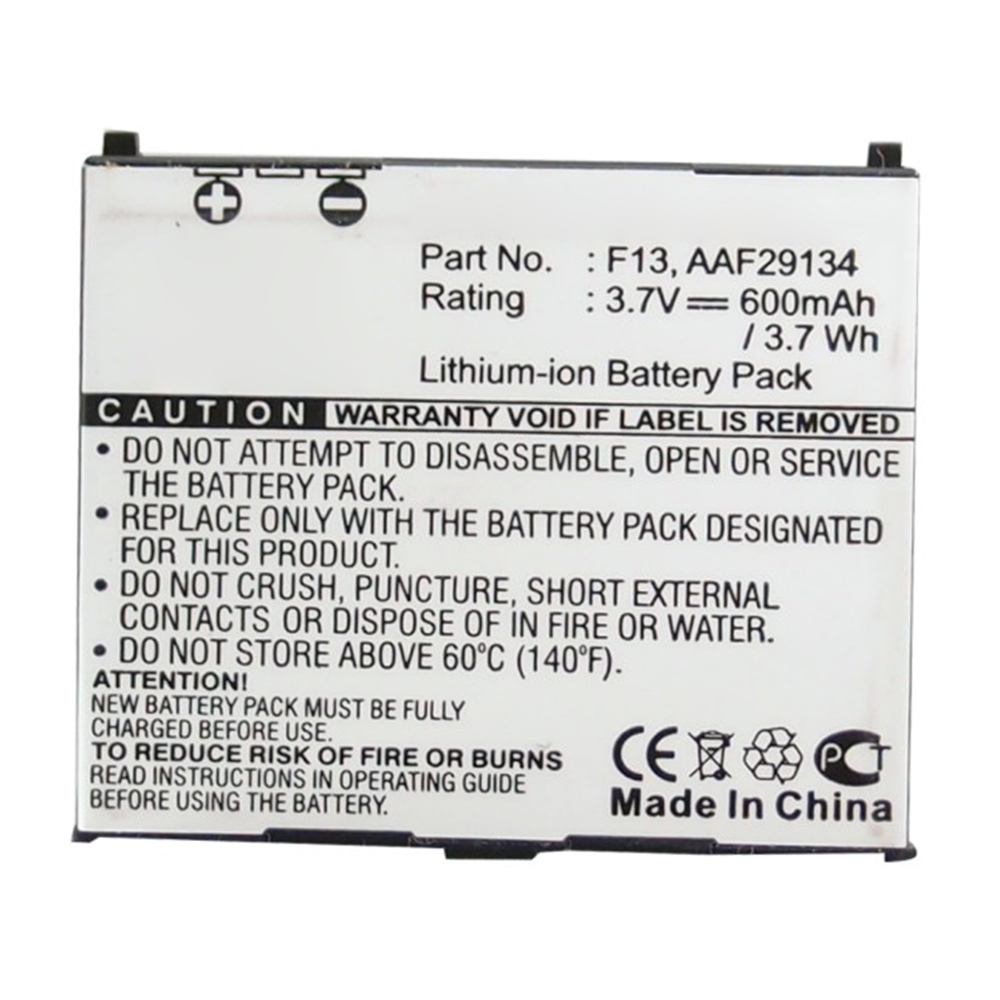 Part No. : F13, AAF29134
Rating : 3.7V 600mAh
/ 3.7 Wh
Lithium-ion Battery Pack
CAUTION WARRANTY VOID IF LABEL IS REMOVED
• DO NOT ATTEMPT TO DISASSEMBLE, OPEN OR SERVICE
THE BATTERY PACK.
• REPLACE ONLY WITH THE BATTERY PACK DESIGNATED
FOR THIS PRODUCT.
• DO NOT CRUSH, PUNCTURE, SHORT EXTERNAL
CONTACTS OR DISPOSE OF IN FIRE OR WATER.
• DO NOT STORE ABOVE 60°C (140°F).
ATTENTION!
NEW BATTERY PACK MUST BE FULLY
CHARGED BEFORE USE.
TO REDUCE RISK OF FIRE OR BURNS
READ INSTRUCTIONS IN OPERATING GUIDE
BEFORE USING THE BATTERY.
CE PCT
Made In China